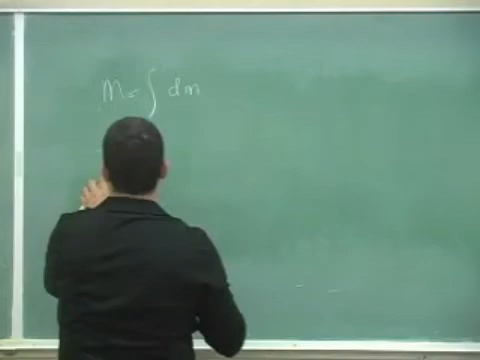 M = ∫ dm